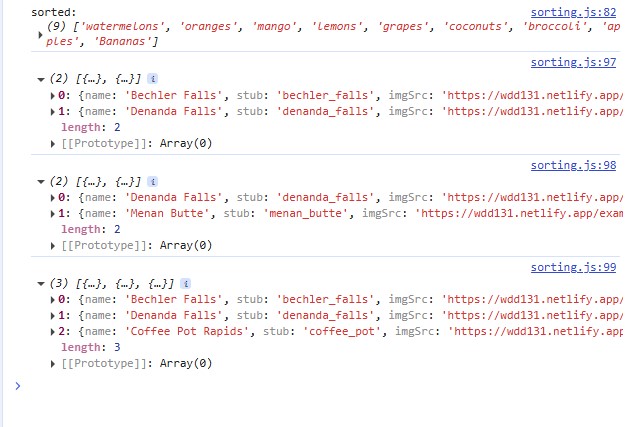 sorted: sorting.js:82
(9) ['watermelons', 'oranges', 'mango', 'lemons', 'grapes', 'coconuts', 'broccoli', 'ap
ples', 'Bananas']
sorting.js:97
(2) [{…}, {…}] i
0: {name: 'Bechler Falls', stub: 'bechler_falls', imgSrc: 'https://wdd131.netlify.app/
1: {name: 'Denanda Falls', stub: 'denanda_falls', imgSrc: 'https://wdd131.netlify.app/
length: 2
[[Prototype]]: Array(0)
sorting.js:98
(2) [{…}, {…}] i
0: {name: 'Denanda Falls', stub: 'denanda_falls', imgSrc: 'https://wdd131.netlify.app/
1: {name: 'Menan Butte', stub: 'menan_butte', imgSrc: 'https://wdd131.netlify.app/exam
length: 2
[[Prototype]]: Array(0)
sorting.js:99
(3) [{…}, {…}, {…}] i
0: {name: 'Bechler Falls', stub: 'bechler_falls', imgSrc: 'https://wdd131.netlify.app/
1: {name: 'Denanda Falls', stub: 'denanda_falls', imgSrc: 'https://wdd131.netlify.app/
2: {name: 'Coffee Pot Rapids', stub: 'coffee_pot', imgSrc: 'https://wdd131.netlify.app
length: 3
[[Prototype]]: Array(0)